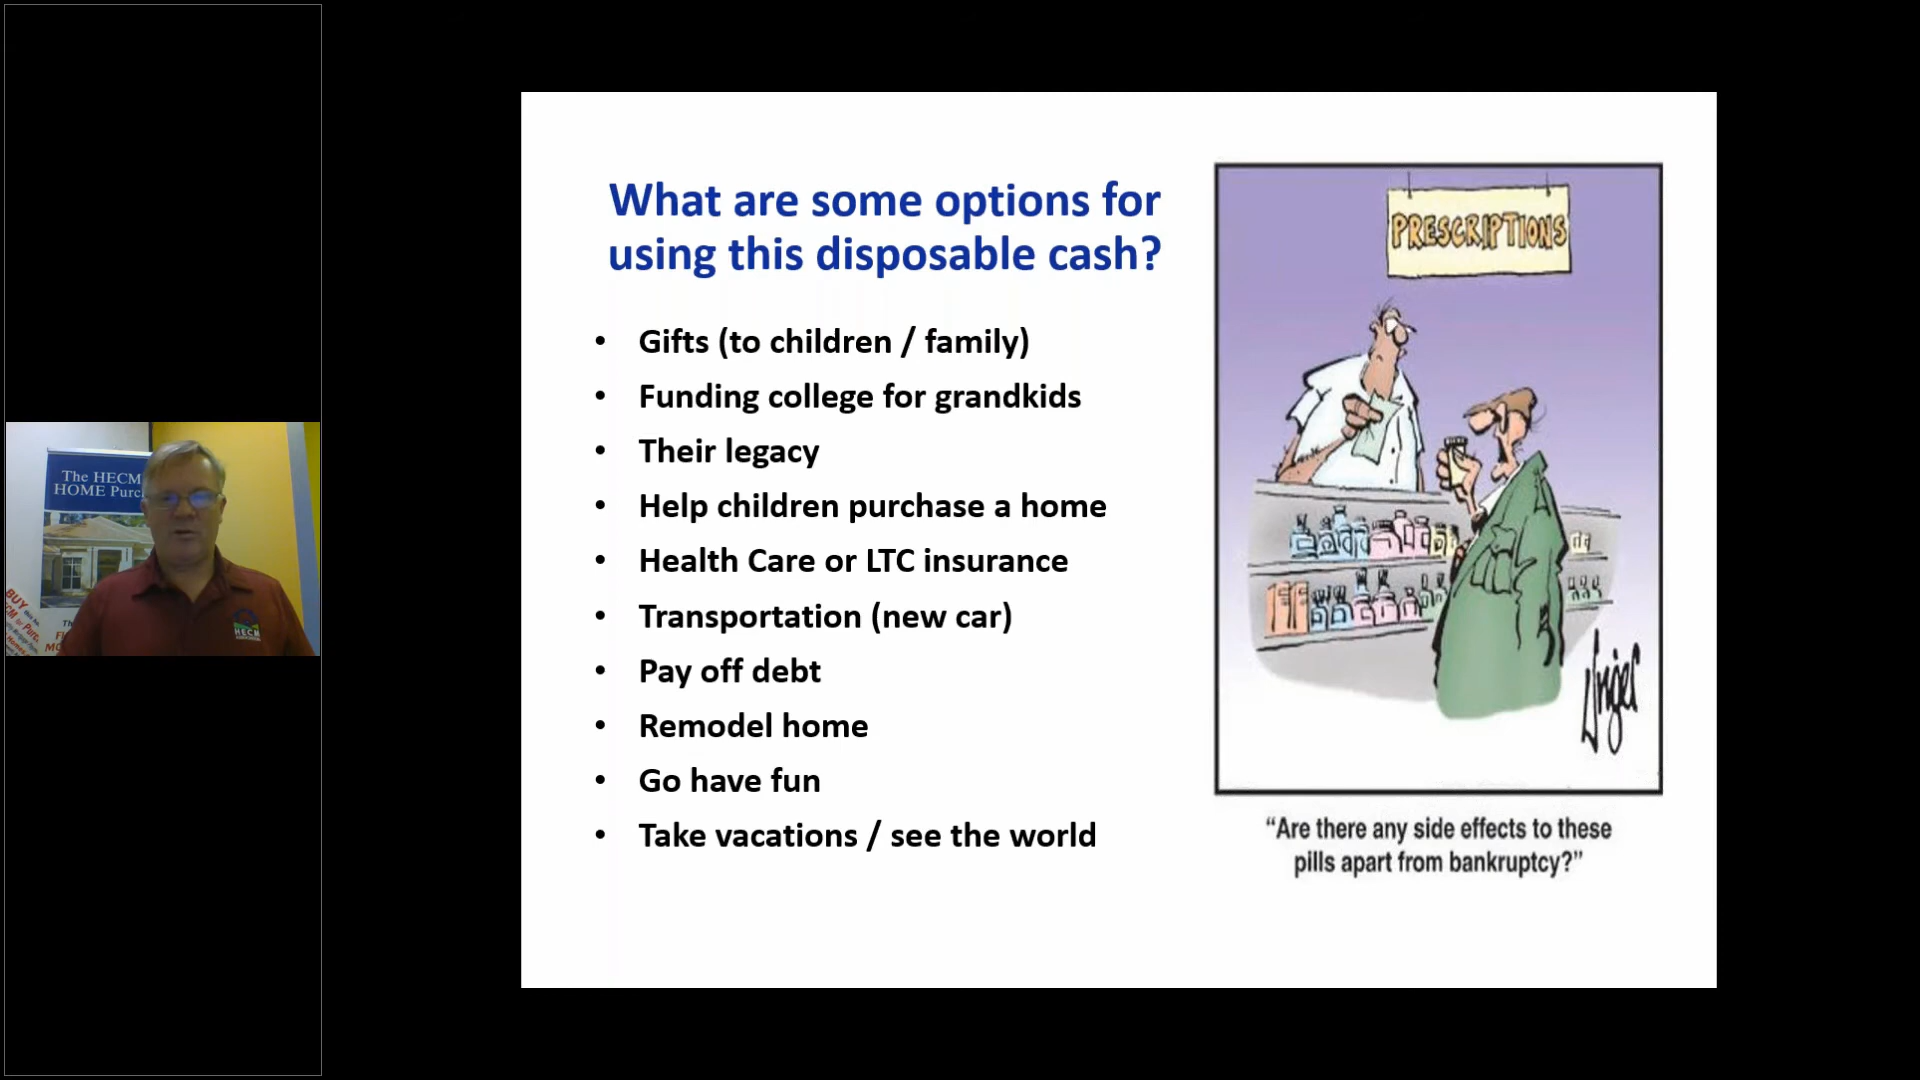 What are some options for
using this disposable cash?
• Gifts (to children / family)
• Funding college for grandkids
• Their legacy
• Help children purchase a home
• Health Care or LTC insurance
• Transportation (new car)
• Pay off debt
• Remodel home
• Go have fun
• Take vacations / see the world
PRESCRIPTIONS
“Are there any side effects to these
pills apart from bankruptcy?”
The HECM
HOME Purc
BUY
HECM